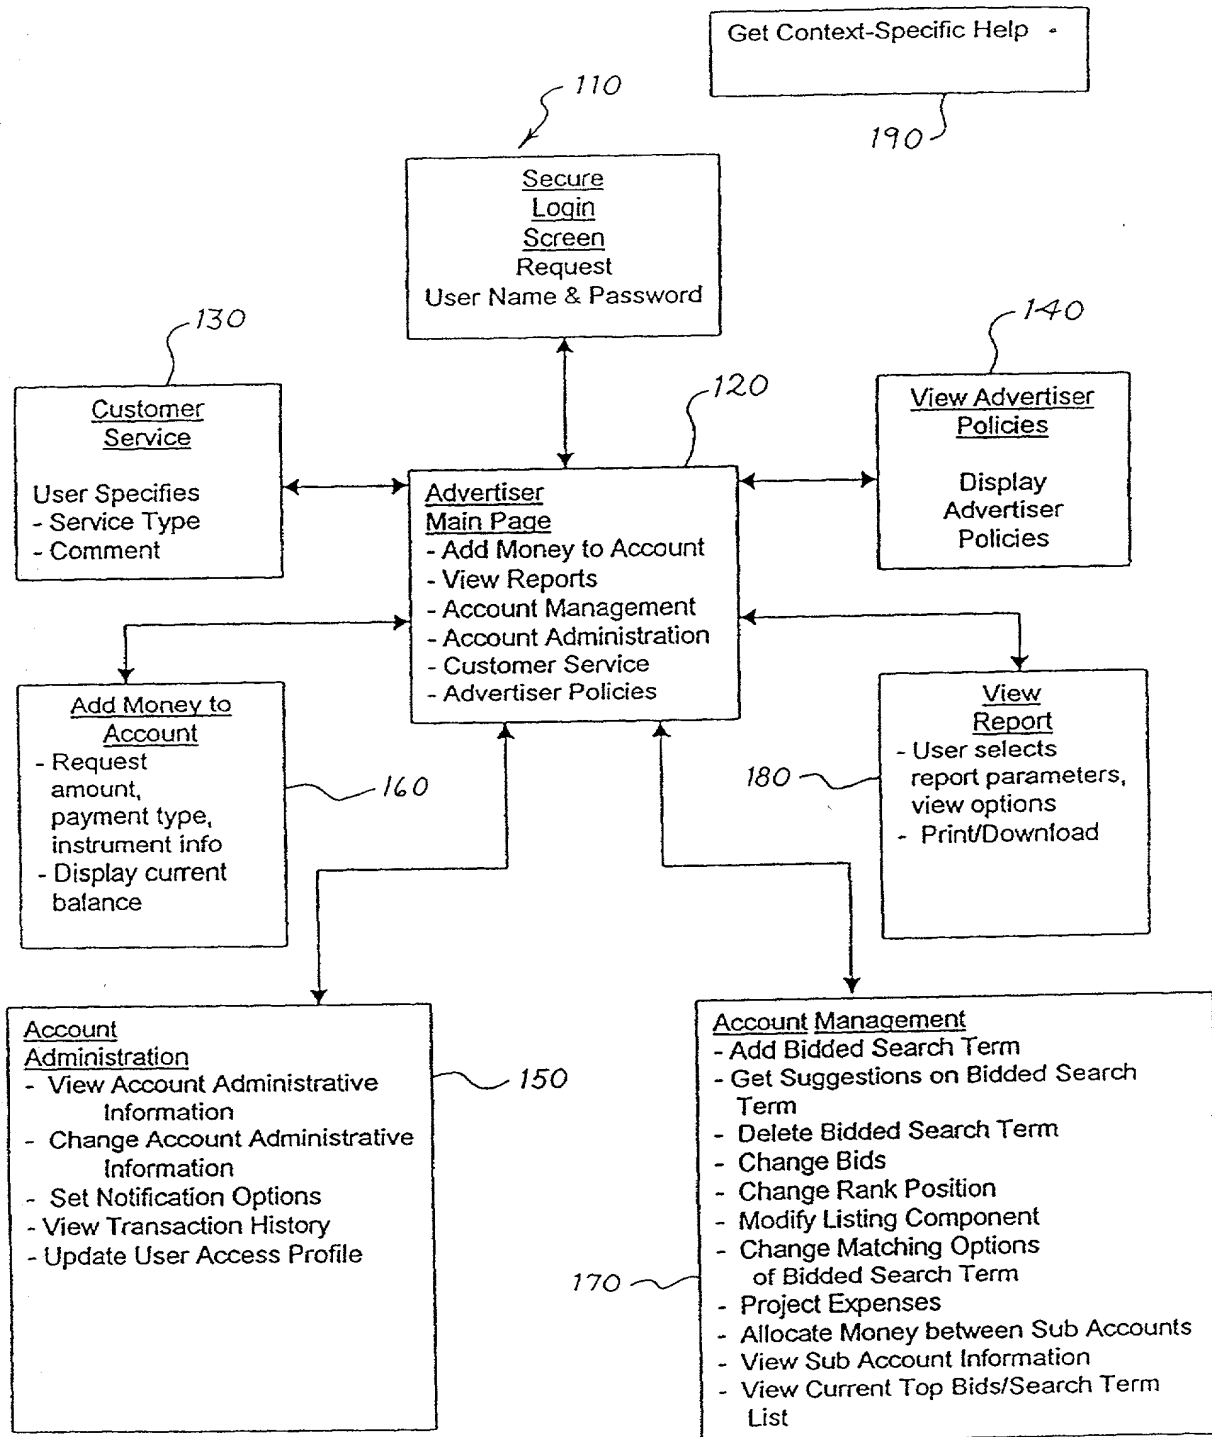 Get Context-Specific Help
190
110
Secure
Login
Screen
Request
User Name & Password
130
Customer
Service
User Specifies
- Service Type
- Comment
120
Advertiser
Main Page
- Add Money to Account
- View Reports
- Account Management
- Account Administration
- Customer Service
- Advertiser Policies
140
View Advertiser
Policies
Display
Advertiser
Policies
Add Money to
Account
- Request
amount,
payment type,
instrument info
- Display current
balance
160
180
View
Report
- User selects
report parameters,
view options
- Print/Download
Account
Administration
- View Account Administrative
Information
- Change Account Administrative
Information
- Set Notification Options
- View Transaction History
- Update User Access Profile
150
170
Account Management
- Add Bidded Search Term
- Get Suggestions on Bidded Search
Term
- Delete Bidded Search Term
- Change Bids
- Change Rank Position
- Modify Listing Component
- Change Matching Options
of Bidded Search Term
- Project Expenses
- Allocate Money between Sub Accounts
- View Sub Account Information
- View Current Top Bids/Search Term
List